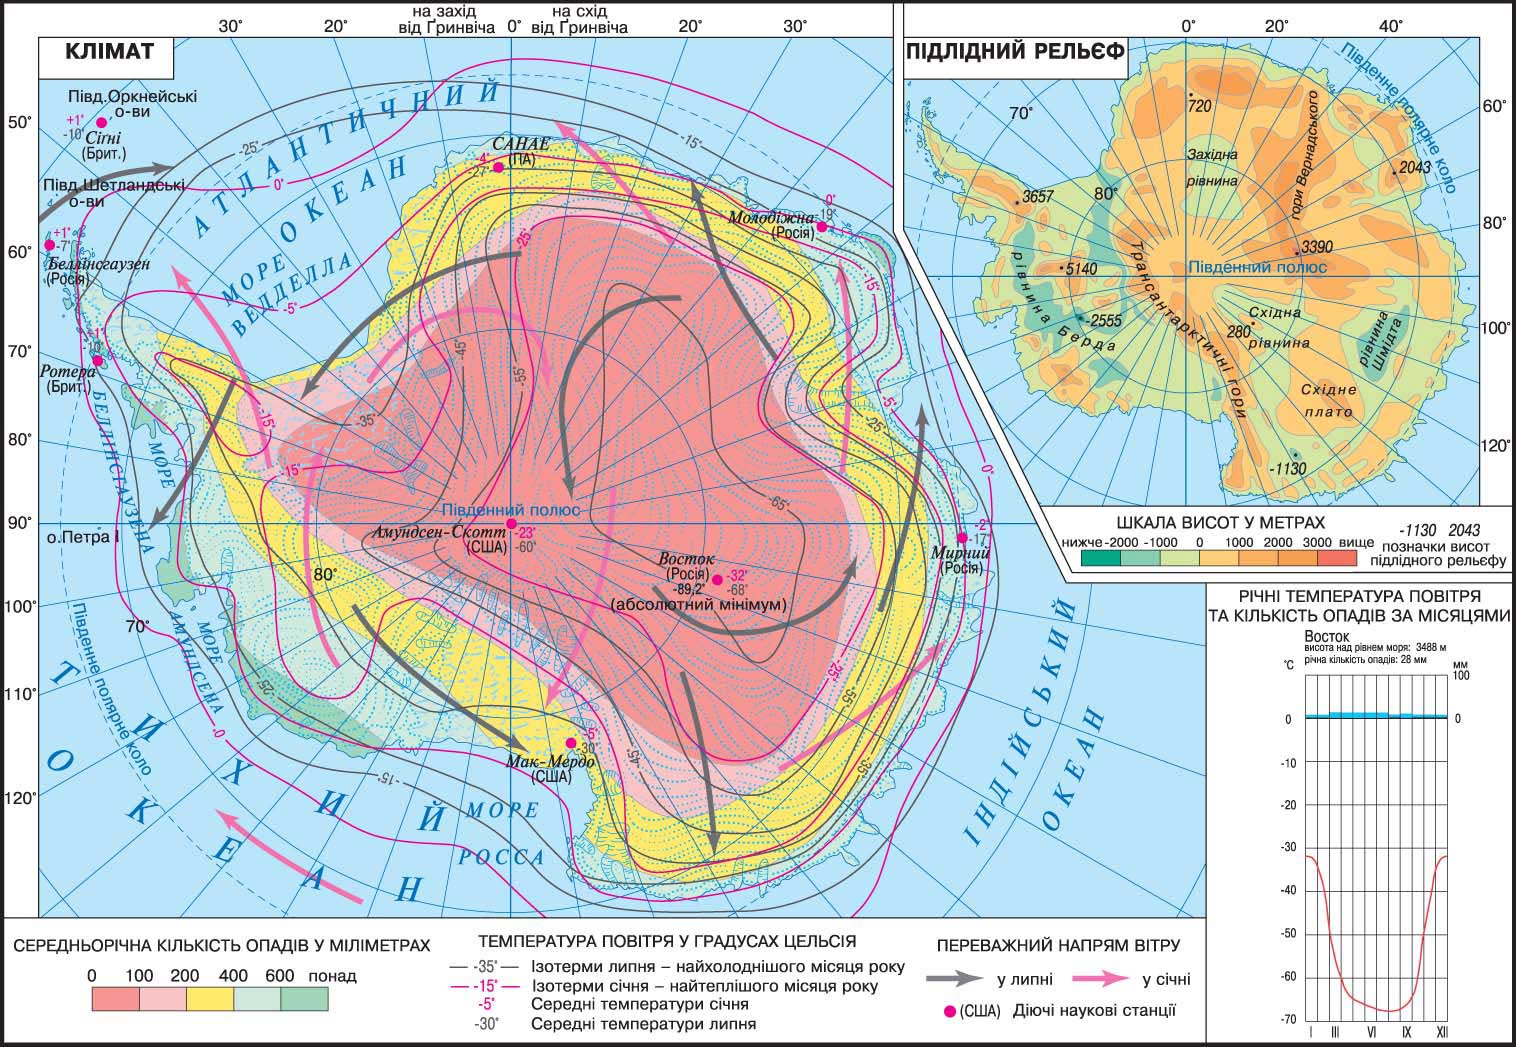 на захід
від Ґринвіча
на схід
від Ґринвіча
30° 20° 0° 20° 30°
КЛІМАТ
Півд.Оркнейські
о-ви
+1°
-10°
Сігні
(Брит.)
50°
Півд.Шетландські
о-ви
+1°
-7°
Беллінсгаузен
(Росія)
60°
АТЛАНТИЧНИЙ
ОКЕАН
МОРЕ
ВЕДДЕЛЛА
-25°
0°
-5°
-15°
САНАЕ
(ПА)
-4°
-27°
Молодіжна
(Росія)
0°
-19°
15°
-25°
70°
+1°
Ротера
(Брит.)
МОРЕ
БЕЛЛІНСГАУЗЕНА
80°
-15°
15°
-35°
-45°
-55°
-5°
25°
0°
-65°
90°
о.Петра І
Південний полюс
Амундсен-Скотт
(США)
-23°
-60°
Восток
(Росія)
-89,2°
-32°
-68°
(абсолютний мінімум)
-2°
-17°
Мирний
(Росія)
80°
100°
70°
МОРЕ
АМУНДСЕНА
Південне полярне коло
110°
120°
-25°
-0°
-15°
-5°
-30°
Мак-Мердо
(США)
-45°
-25°
-55°
-35°
МОРЕ
РОССА
ТИХИЙ
ОКЕАН
ІНДІЙСЬКИЙ
ОКЕАН
ПІДЛІДНИЙ РЕЛЬЄФ
0° 20° 40°
60°
80°
100°
120°
70°
80°
Південне полярне коло
720
Західна
рівнина
гори Вернадського
2043
3657
3390
5140
Південний полюс
-2555
рівнина Берда
Трансантарктичні гори
280
Східна
рівнина
рівнина
Шмідта
Східне
плато
-1130
ШКАЛА ВИСОТ У МЕТРАХ
нижче -2000 -1000 0 1000 2000 3000 вище
-1130 2043
позначки висот
підлідного рельєфу
РІЧНІ ТЕМПЕРАТУРА ПОВІТРЯ
ТА КІЛЬКІСТЬ ОПАДІВ ЗА МІСЯЦЯМИ
Восток
висота над рівнем моря: 3488 м
річна кількість опадів: 28 мм
°C
мм
100
0
0
-10
-20
-30
-40
-50
-60
-70
I III VI IX XII
СЕРЕДНЬОРІЧНА КІЛЬКІСТЬ ОПАДІВ У МІЛІМЕТРАХ
0 100 200 400 600 понад
ТЕМПЕРАТУРА ПОВІТРЯ У ГРАДУСАХ ЦЕЛЬСІЯ
-35° Ізотерми липня – найхолоднішого місяця року
-15° Ізотерми січня – найтеплішого місяця року
-5° Середні температури січня
-30° Середні температури липня
ПЕРЕВАЖНИЙ НАПРЯМ ВІТРУ
у липні
у січні
(США) Діючі наукові станції